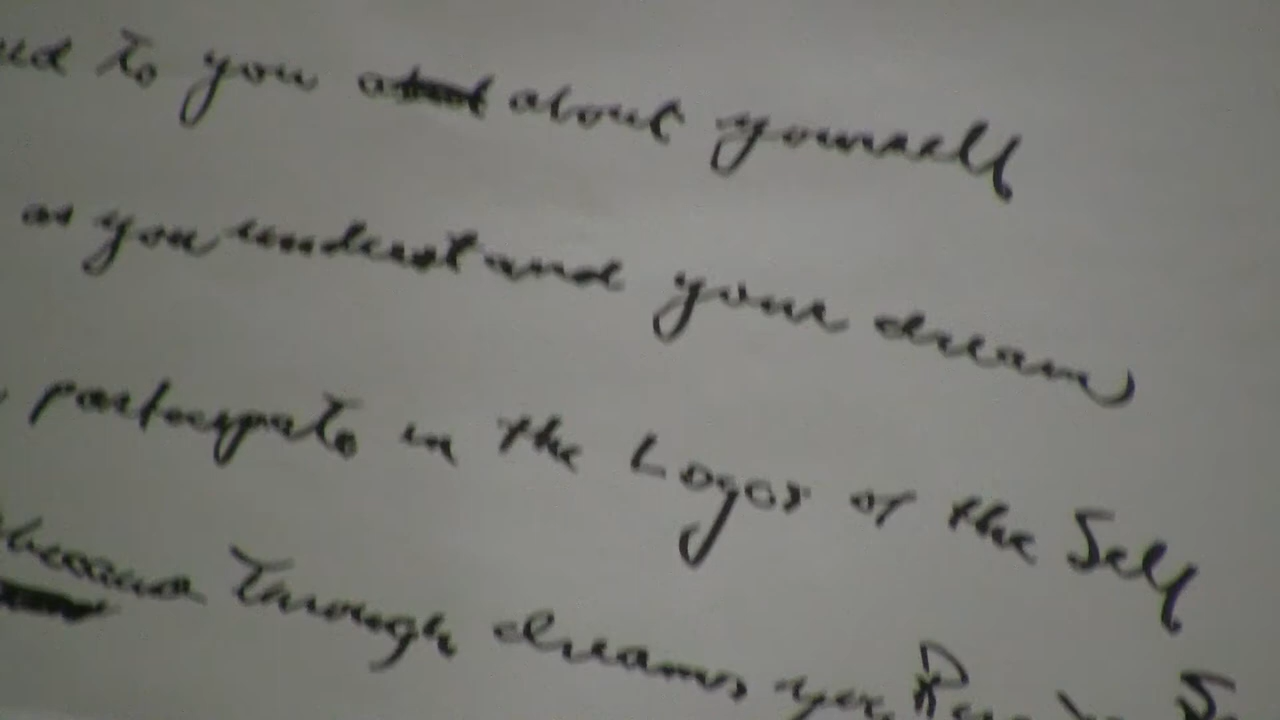 to you about yourself
as you understand your dream
participate in the Logos of the Self
through dreams you